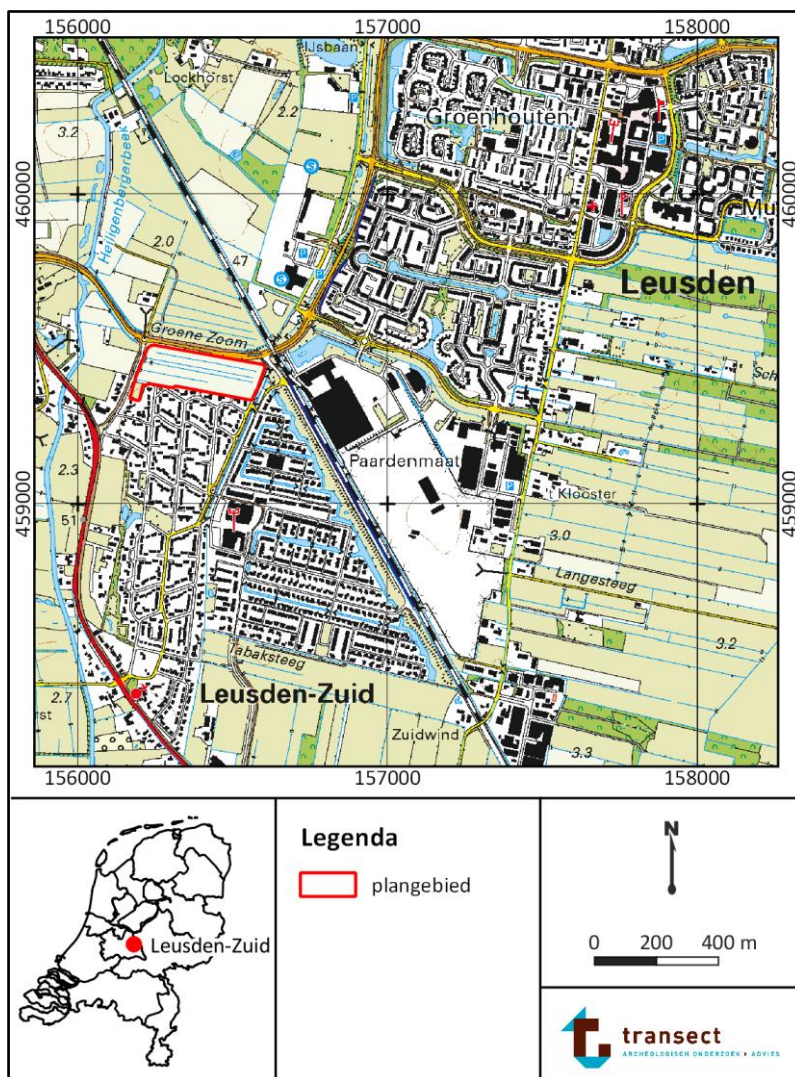 156000 157000 158000
IJsbaan
Lockhorst
2.2
3.2
Groenhouten
Heiligenbergerbeek
460000 460000
2.0
47
Mu
Leusden
Groene Zoom
Sch
Paardenmaat
2.3
't Klooster
459000 459000
51
3.0
Langesteeg
3.2
Tabaksteeg
2.7
Leusden-Zuid
rst
Zuidwind
3.3
156000 157000 158000
Leusden-Zuid
Legenda
plangebied
N
0 200 400 m
transect
ARCHEOLOGISCH ONDERZOEK > ADVIES